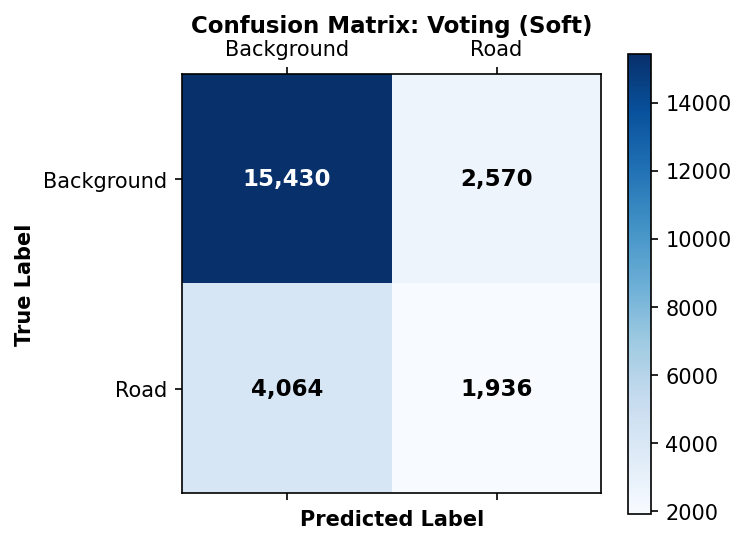 Confusion Matrix: Voting (Soft)
Background Road
14000
12000
10000
8000
6000
4000
2000
True Label
Background 15,430 2,570
Road 4,064 1,936
Predicted Label